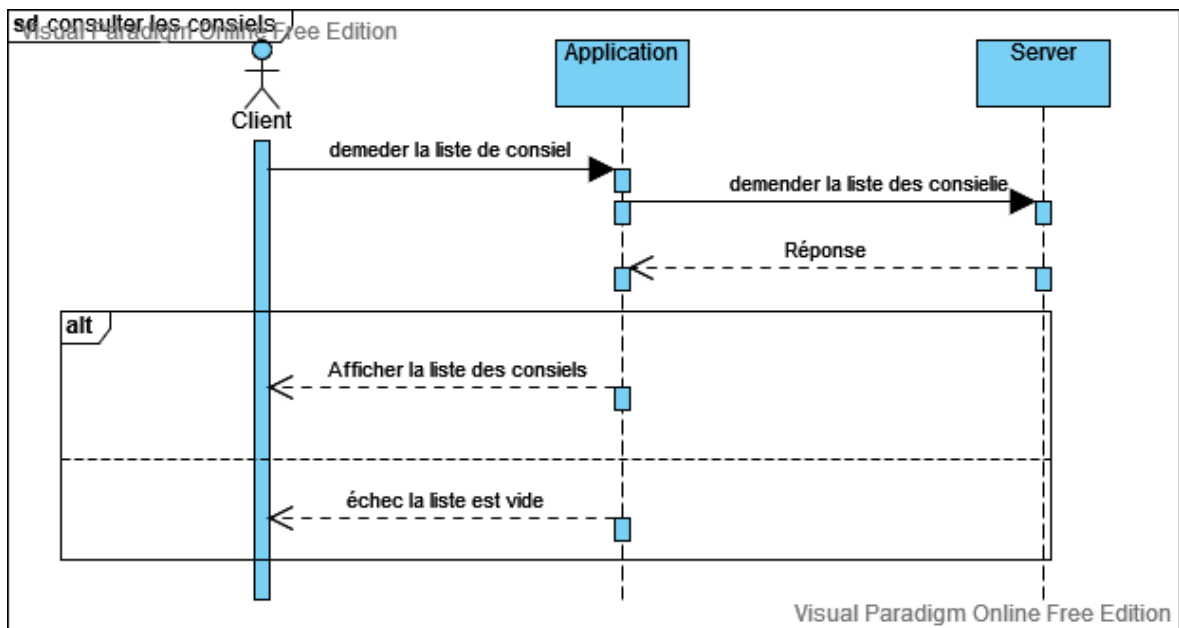 sd consulter les consiels
Visual Paradigm Online Free Edition
Application
Server
Client
demeder la liste de consiel
demender la liste des consielie
Réponse
alt
Afficher la liste des consiels
échec la liste est vide
Visual Paradigm Online Free Edition